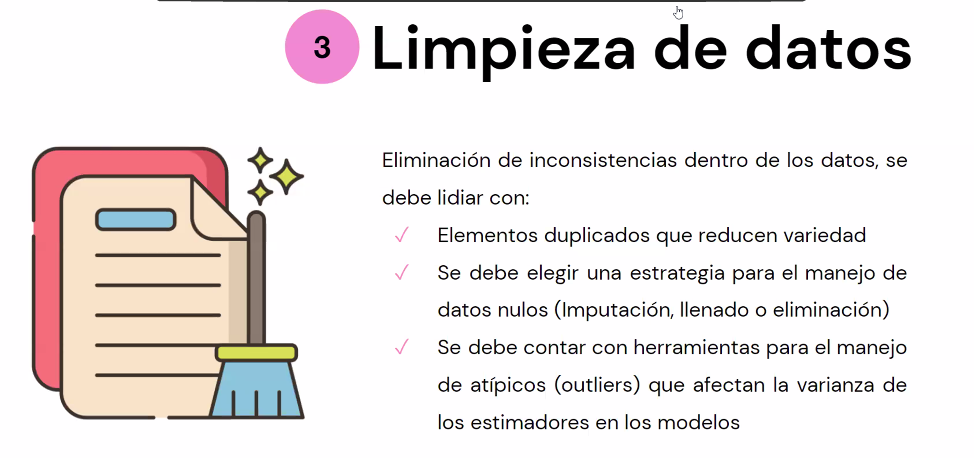 3
Limpieza de datos
Eliminación de inconsistencias dentro de los datos, se
debe lidiar con:
✓ Elementos duplicados que reducen variedad
✓ Se debe elegir una estrategia para el manejo de
datos nulos (Imputación, llenado o eliminación)
✓ Se debe contar con herramientas para el manejo
de atípicos (outliers) que afectan la varianza de
los estimadores en los modelos